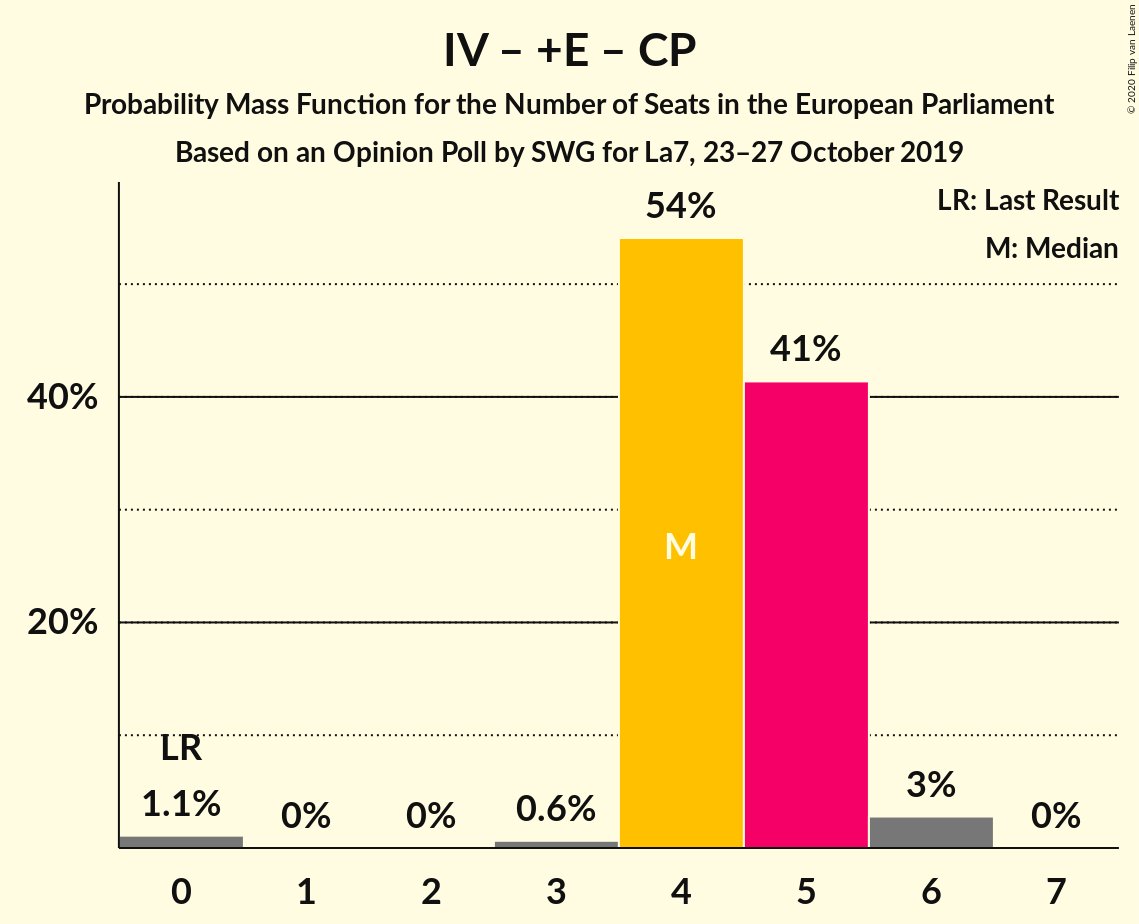 IV – +E – CP
Probability Mass Function for the Number of Seats in the European Parliament
Based on an Opinion Poll by SWG for La7, 23–27 October 2019
© 2020 Filip van Laenen
LR: Last Result
M: Median
54%
41%
40%
M
20%
LR
1.1%
0%
0%
0.6%
3%
0%
0 1 2 3 4 5 6 7